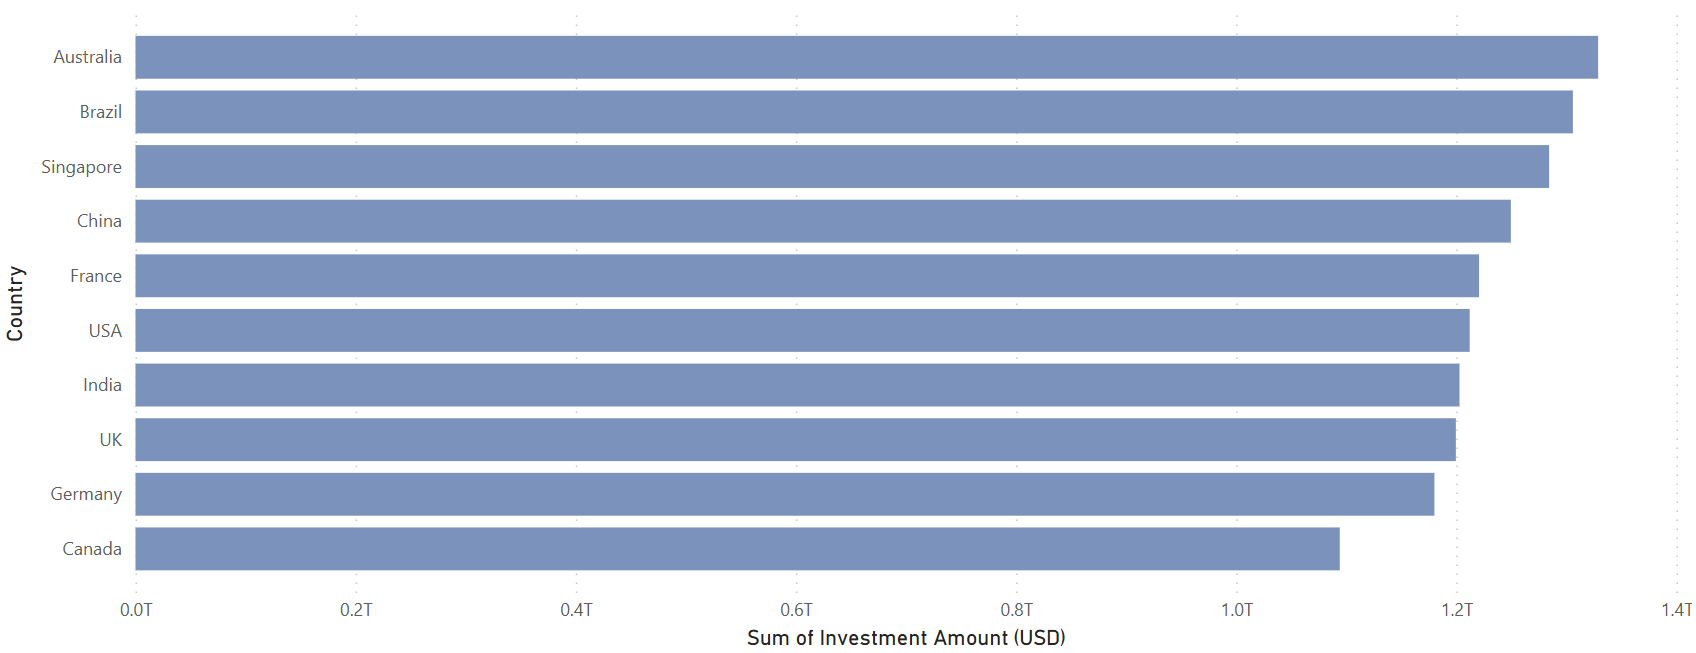 Country
Australia
Brazil
Singapore
China
France
USA
India
UK
Germany
Canada
0.0T 0.2T 0.4T 0.6T 0.8T 1.0T 1.2T 1.4T
Sum of Investment Amount (USD)